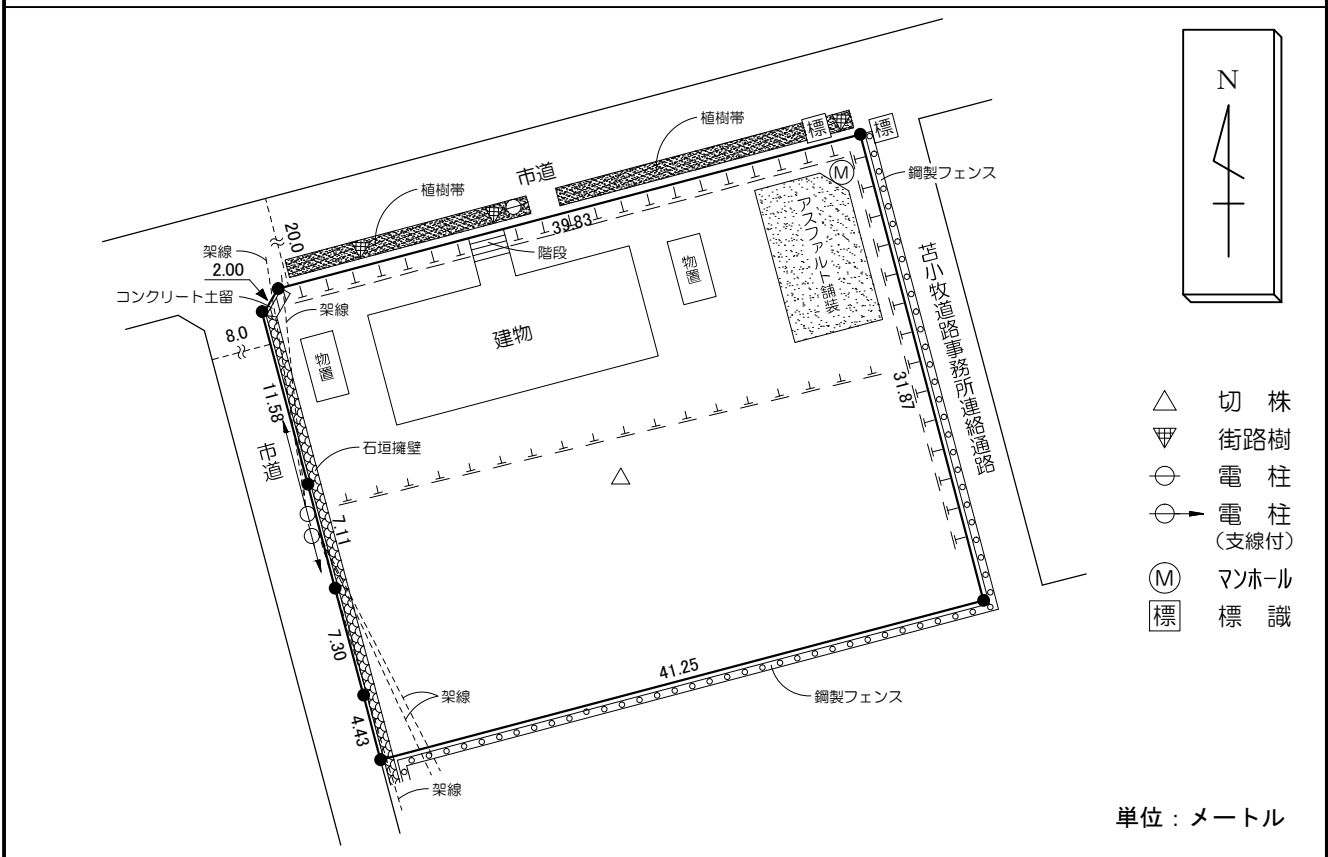 植樹帯
標
標
N
市道
M
鋼製フェンス
植樹帯
アスファルト舗装
20.0
39.83
階段
物置
苫小牧道路事務所連絡通路
架線
2.00
コンクリート土留
架線
建物
8.0
物置
31.87
11.58
石垣擁壁
市道
7.11
7.30
41.25
架線
鋼製フェンス
4.43
架線
切 株
街路樹
電 柱
電 柱
(支線付)
M マンホール
標 標 識
単位:メートル